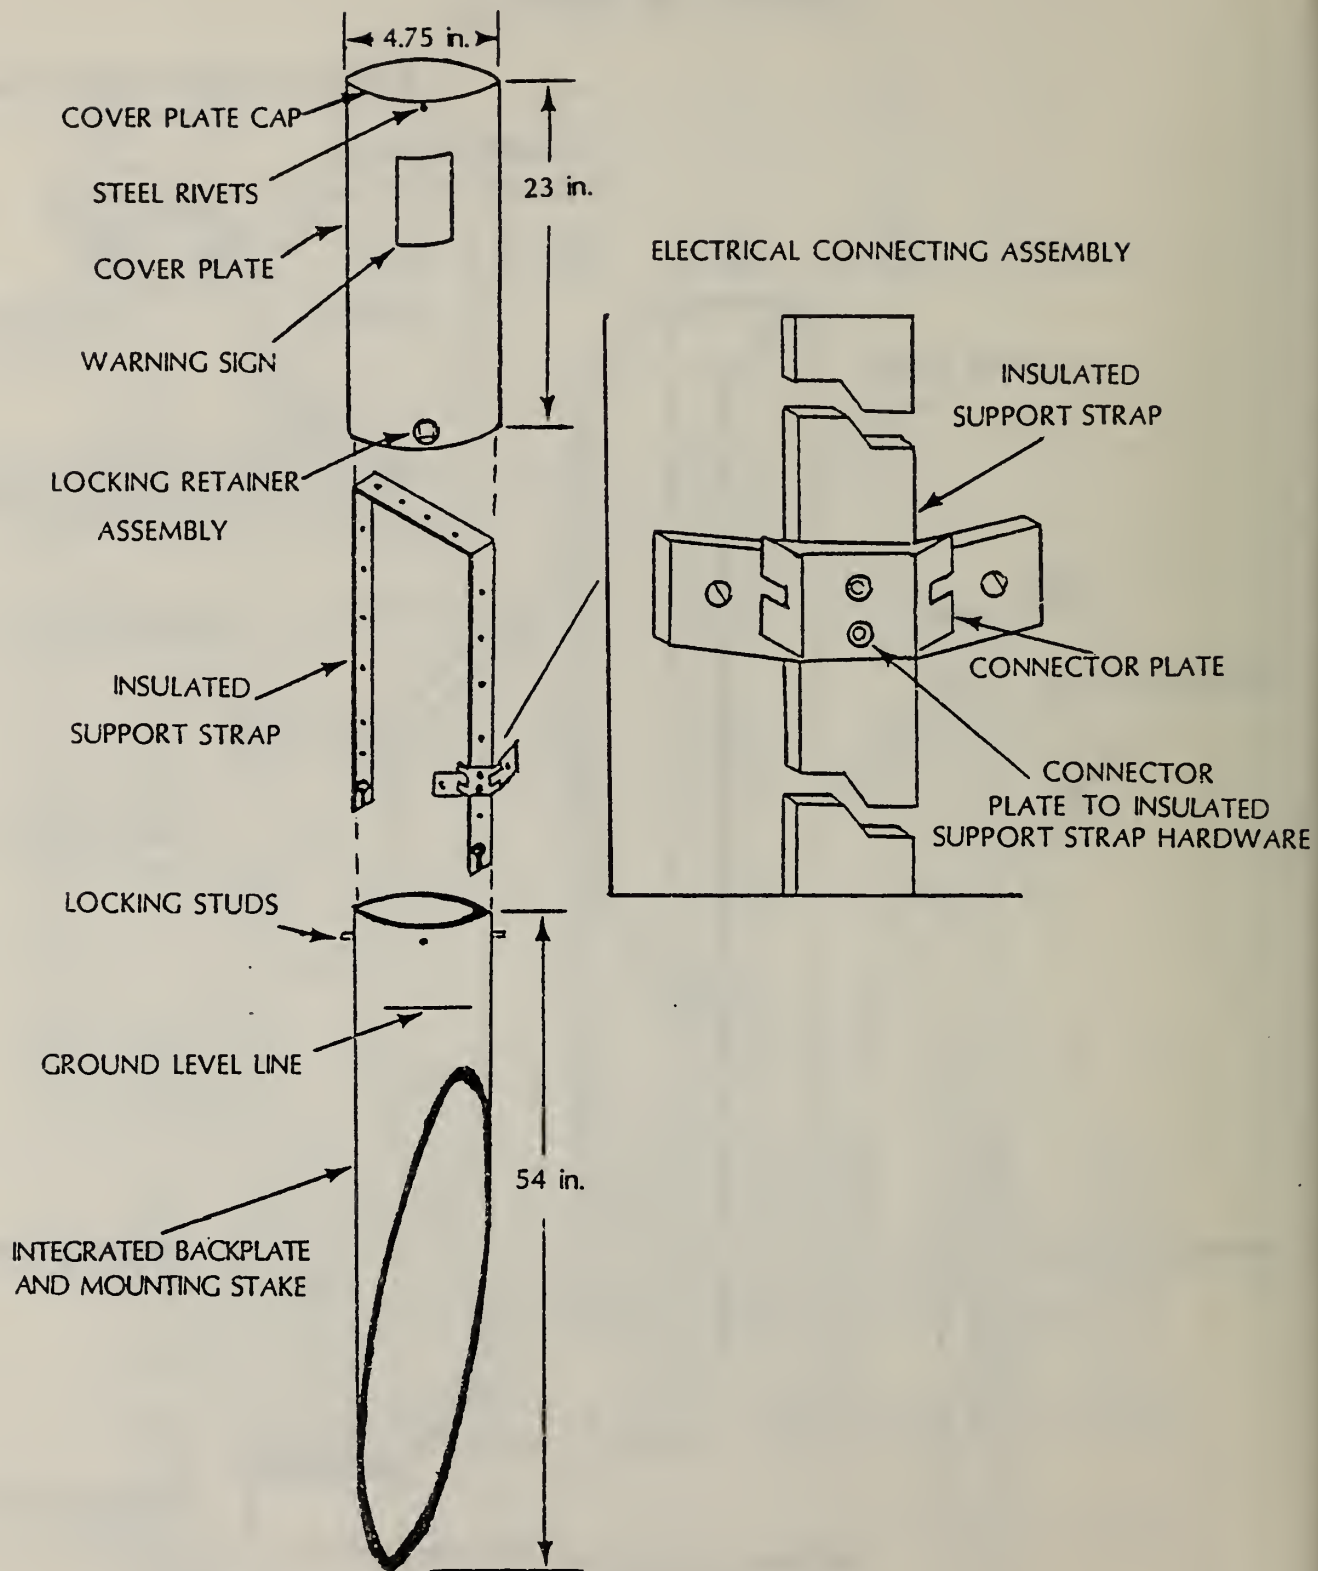 4.75 in.
COVER PLATE CAP
STEEL RIVETS
23 in.
COVER PLATE
ELECTRICAL CONNECTING ASSEMBLY
WARNING SIGN
INSULATED
SUPPORT STRAP
LOCKING RETAINER
ASSEMBLY
CONNECTOR PLATE
INSULATED
SUPPORT STRAP
CONNECTOR
PLATE TO INSULATED
SUPPORT STRAP HARDWARE
LOCKING STUDS
GROUND LEVEL LINE
54 in.
INTEGRATED BACKPLATE
AND MOUNTING STAKE